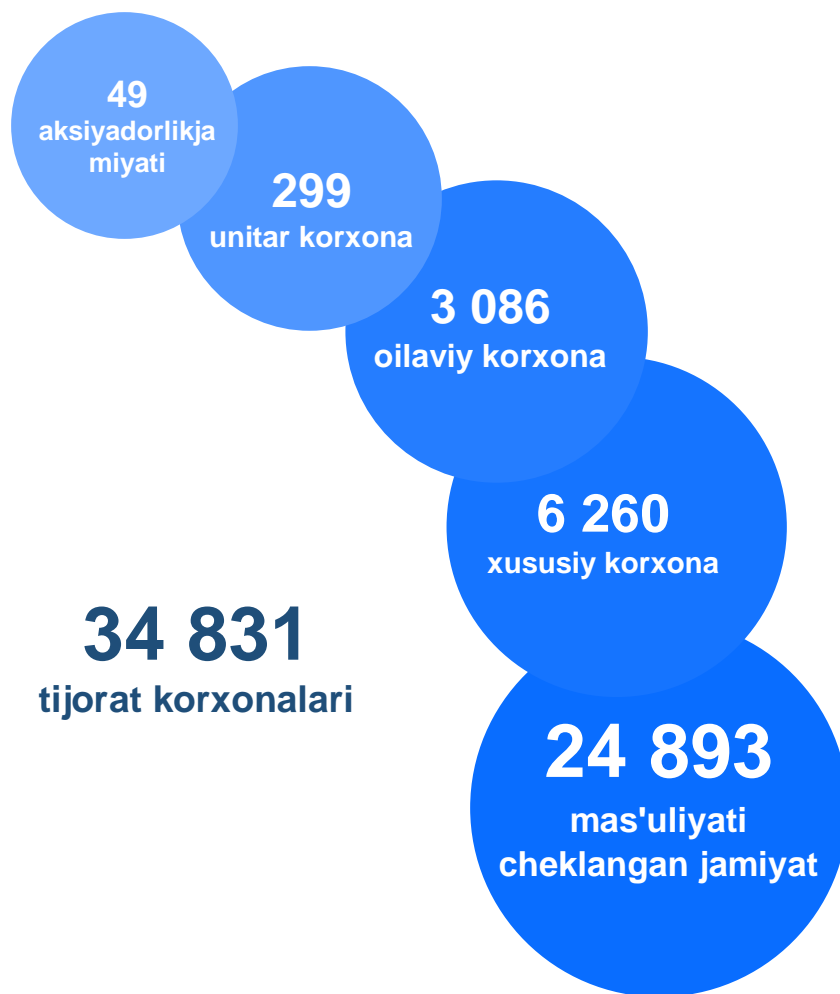 49
aksiyadorlikja
miyati
299
unitar korxona
3 086
oilaviy korxona
6 260
xususiy korxona
34 831
tijorat korxonalari
24 893
mas'uliyati
cheklangan jamiyat